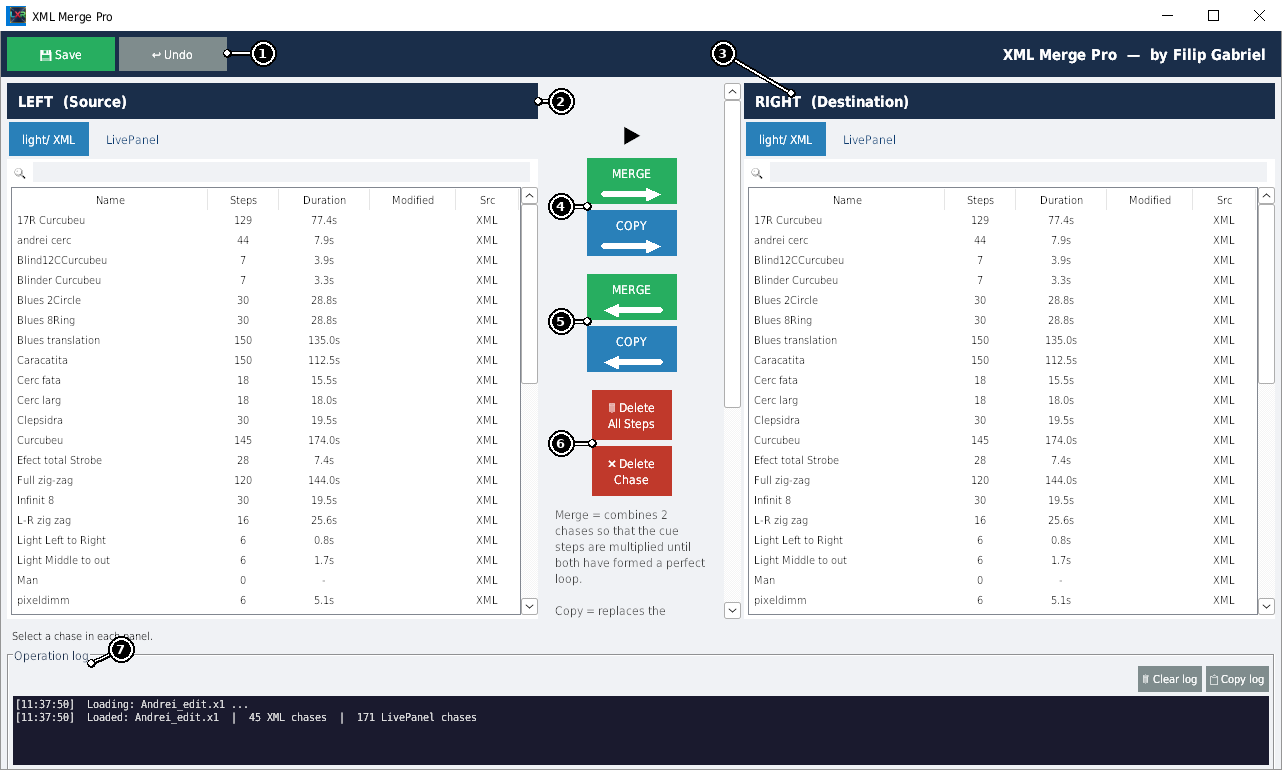 XML Merge Pro
Save
↩ Undo
1
XML Merge Pro — by Filip Gabriel
3
LEFT (Source)
2
RIGHT (Destination)
light/ XML LivePanel
light/ XML LivePanel
Name Steps Duration Modified Src
17R Curcubeu 129 77.4s XML
andrei cerc 44 7.9s XML
Blind12CCurcubeu 7 3.9s XML
Blinder Curcubeu 7 3.3s XML
Blues 2Circle 30 28.8s XML
Blues 8Ring 30 28.8s XML
Blues translation 150 135.0s XML
Caracatita 150 112.5s XML
Cerc fata 18 15.5s XML
Cerc larg 18 18.0s XML
Clepsidra 30 19.5s XML
Curcubeu 145 174.0s XML
Efect total Strobe 28 7.4s XML
Full zig-zag 120 144.0s XML
Infinit 8 30 19.5s XML
L-R zig zag 16 25.6s XML
Light Left to Right 6 0.8s XML
Light Middle to out 6 1.7s XML
Man 0 - XML
pixeldimm 6 5.1s XML
MERGE
4
COPY
MERGE
5
COPY
Delete
All Steps
6
Delete
Chase
Merge = combines 2
chases so that the cue
steps are multiplied until
both have formed a perfect
loop.
Copy = replaces the
Name Steps Duration Modified Src
17R Curcubeu 129 77.4s XML
andrei cerc 44 7.9s XML
Blind12CCurcubeu 7 3.9s XML
Blinder Curcubeu 7 3.3s XML
Blues 2Circle 30 28.8s XML
Blues 8Ring 30 28.8s XML
Blues translation 150 135.0s XML
Caracatita 150 112.5s XML
Cerc fata 18 15.5s XML
Cerc larg 18 18.0s XML
Clepsidra 30 19.5s XML
Curcubeu 145 174.0s XML
Efect total Strobe 28 7.4s XML
Full zig-zag 120 144.0s XML
Infinit 8 30 19.5s XML
L-R zig zag 16 25.6s XML
Light Left to Right 6 0.8s XML
Light Middle to out 6 1.7s XML
Man 0 - XML
pixeldimm 6 5.1s XML
Select a chase in each panel.
7
Operation log
Clear log
Copy log
[11:37:50] Loading: Andrei_edit.x1 ...
[11:37:50] Loaded: Andrei_edit.x1 | 45 XML chases | 171 LivePanel chases